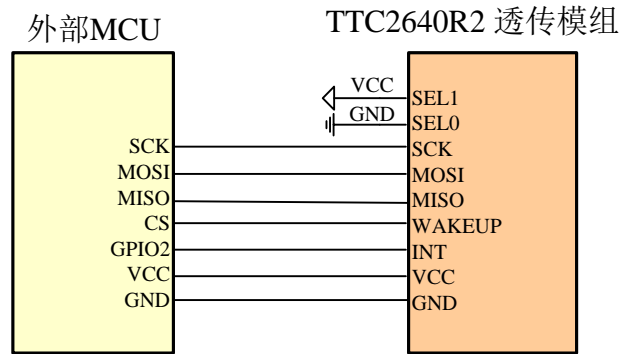 外部MCU
TTC2640R2 透传模组
VCC
SEL1
GND
SEL0
SCK
SCK
MOSI
MOSI
MISO
MISO
CS
WAKEUP
GPIO2
INT
VCC
VCC
GND
GND